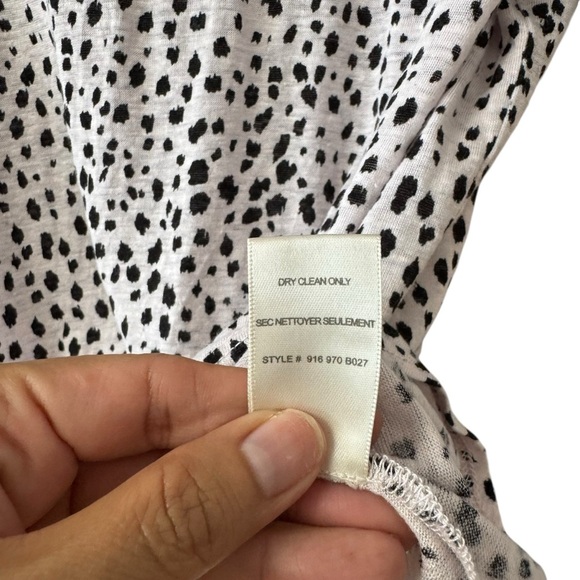 DRY CLEAN ONLY
SEC NETTOYER SEULEMENT
STYLE # 916 970 B027